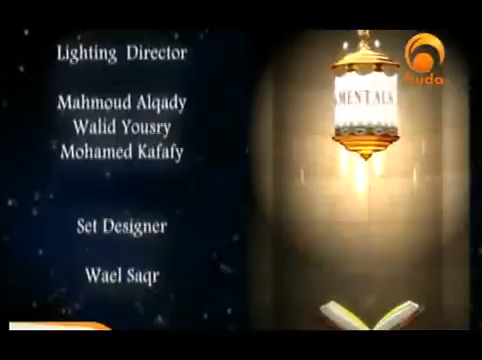 Lighting Director
Mahmoud Alqady
Walid Yousry
Mohamed Kafafy
Set Designer
Wael Saqr
MENTALS
Huda